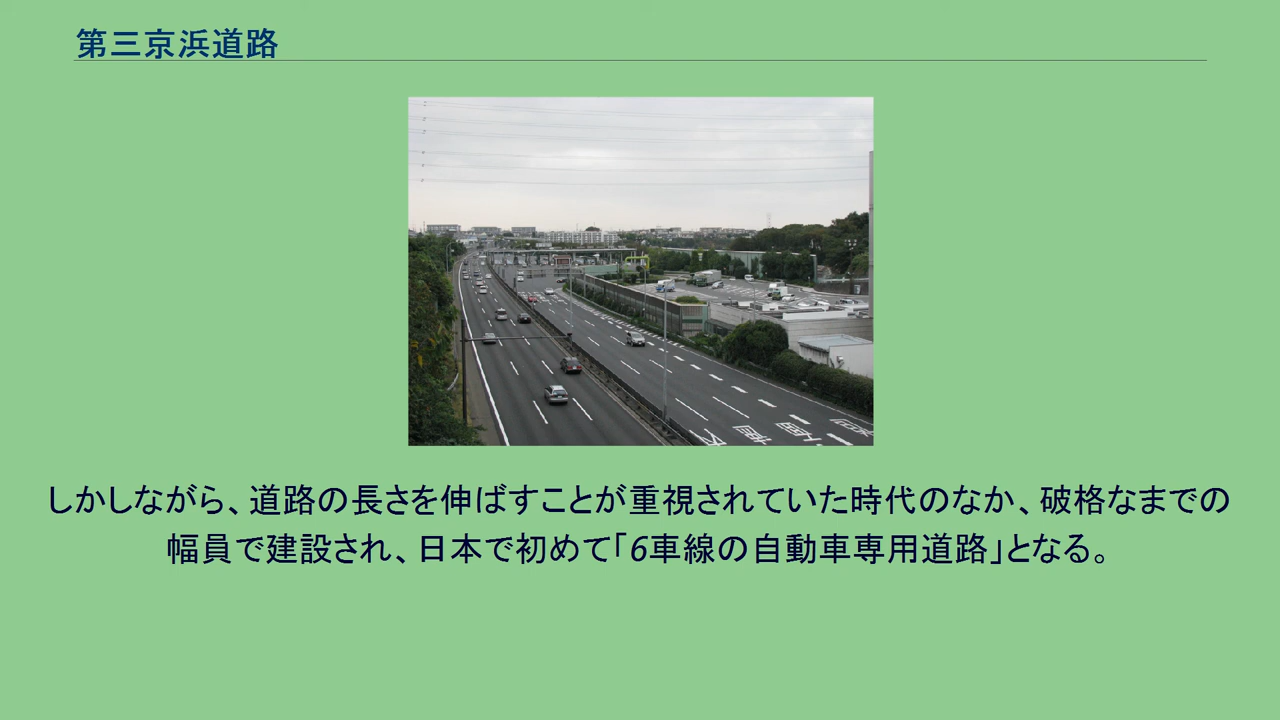 第三京浜道路
しかしながら、道路の長さを伸ばすことが重視されていた時代のなか、破格なまでの
幅員で建設され、日本で初めて「6車線の自動車専用道路」となる。